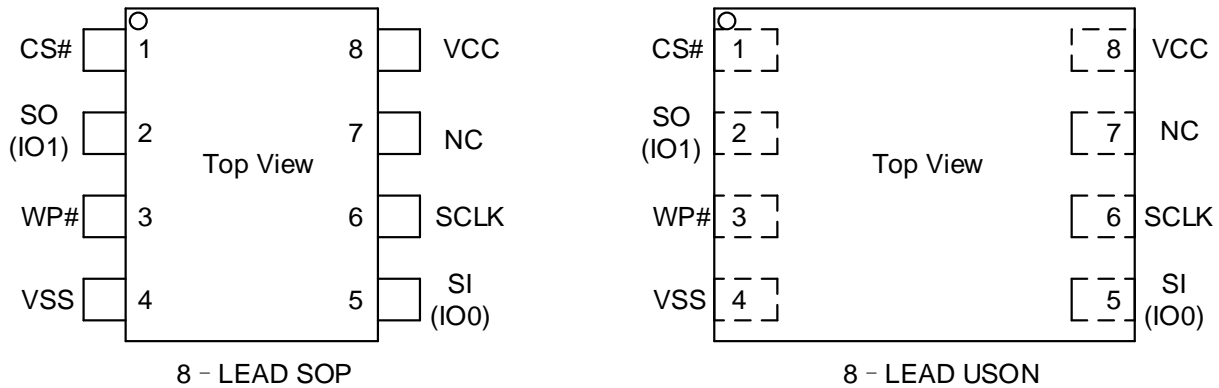 CS#
1
8
VCC
SO
(IO1)
2
7
NC
Top View
WP#
3
6
SCLK
VSS
4
5
SI
(IO0)
8 - LEAD SOP
CS#
1
8
VCC
SO
(IO1)
2
7
NC
Top View
WP#
3
6
SCLK
VSS
4
5
SI
(IO0)
8 - LEAD USON